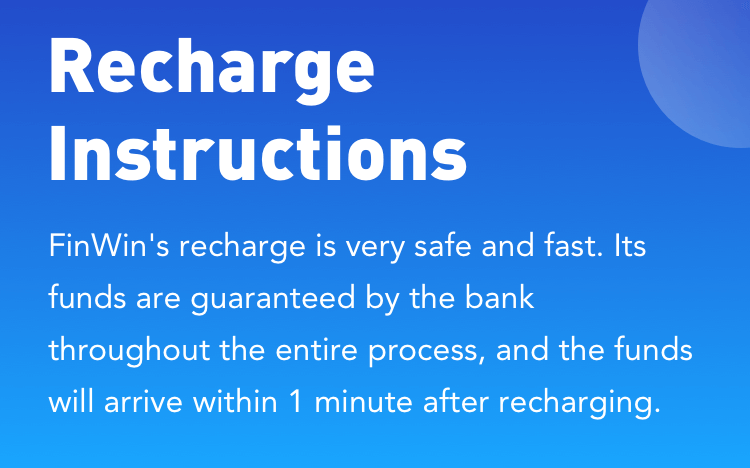 Recharge
Instructions
FinWin's recharge is very safe and fast. Its
funds are guaranteed by the bank
throughout the entire process, and the funds
will arrive within 1 minute after recharging.